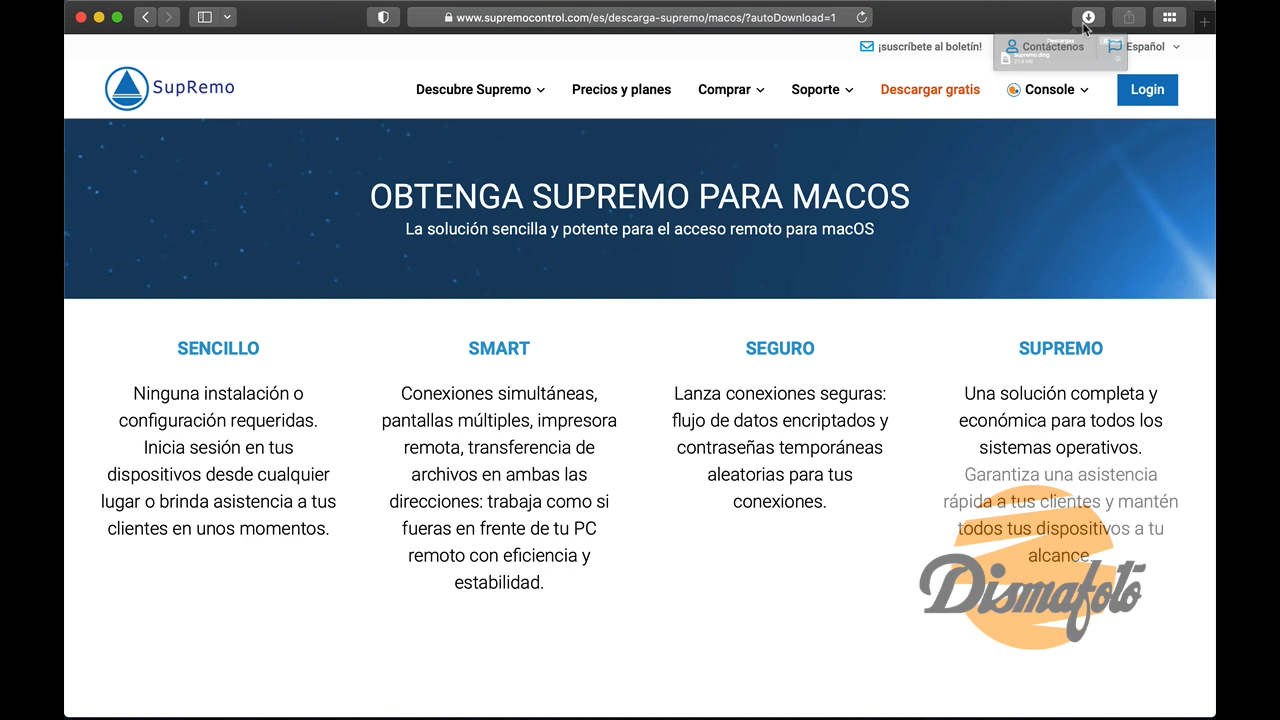 www.supremocontrol.com/es/descarga-supremo/macos/?autoDownload=1
¡suscríbete al boletín!
Contáctenos
Español
Descargas
Supremo.dmg
SupRemo
Descubre Supremo
Precios y planes
Comprar
Soporte
Descargar gratis
Console
Login
OBTENGA SUPREMO PARA MACOS
La solución sencilla y potente para el acceso remoto para macOS
SENCILLO
Ninguna instalación o
configuración requeridas.
Inicia sesión en tus
dispositivos desde cualquier
lugar o brinda asistencia a tus
clientes en unos momentos.
SMART
Conexiones simultáneas,
pantallas múltiples, impresora
remota, transferencia de
archivos en ambas las
direcciones: trabaja como si
fueras en frente de tu PC
remoto con eficiencia y
estabilidad.
SEGURO
Lanza conexiones seguras:
flujo de datos encriptados y
contraseñas temporáneas
aleatorias para tus
conexiones.
SUPREMO
Una solución completa y
económica para todos los
sistemas operativos.
Garantiza una asistencia
rápida a tus clientes y mantén
todos tus dispositivos a tu
alcance.
Dismafoto